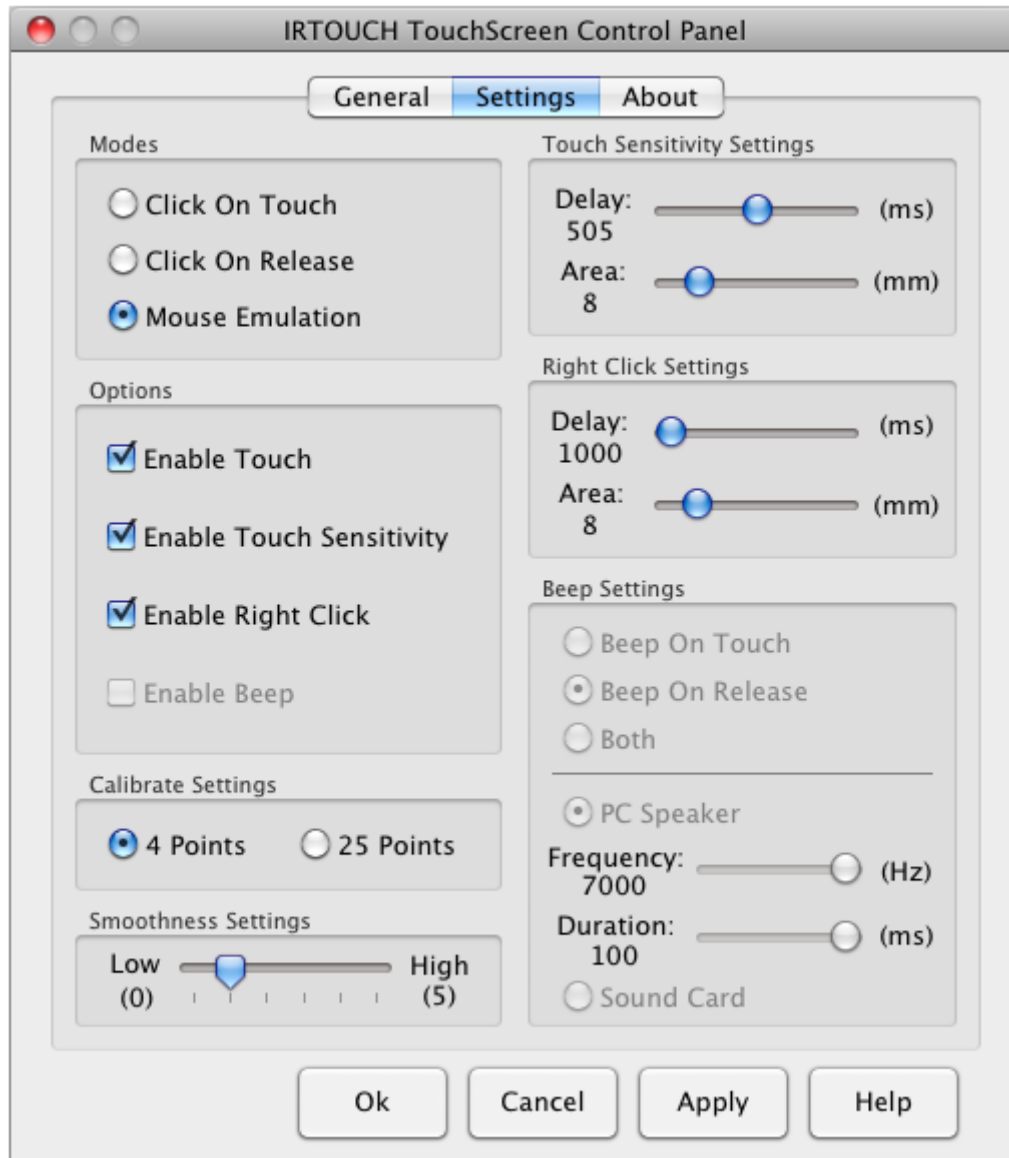 IRTOUCH TouchScreen Control Panel
General Settings About
Modes
Click On Touch
Click On Release
Mouse Emulation
Options
Enable Touch
Enable Touch Sensitivity
Enable Right Click
Enable Beep
Calibrate Settings
4 Points 25 Points
Smoothness Settings
Low High
(0) (5)
Touch Sensitivity Settings
Delay: (ms)
505
Area: (mm)
8
Right Click Settings
Delay: (ms)
1000
Area: (mm)
8
Beep Settings
Beep On Touch
Beep On Release
Both
PC Speaker
Frequency: (Hz)
7000
Duration: (ms)
100
Sound Card
Ok Cancel Apply Help